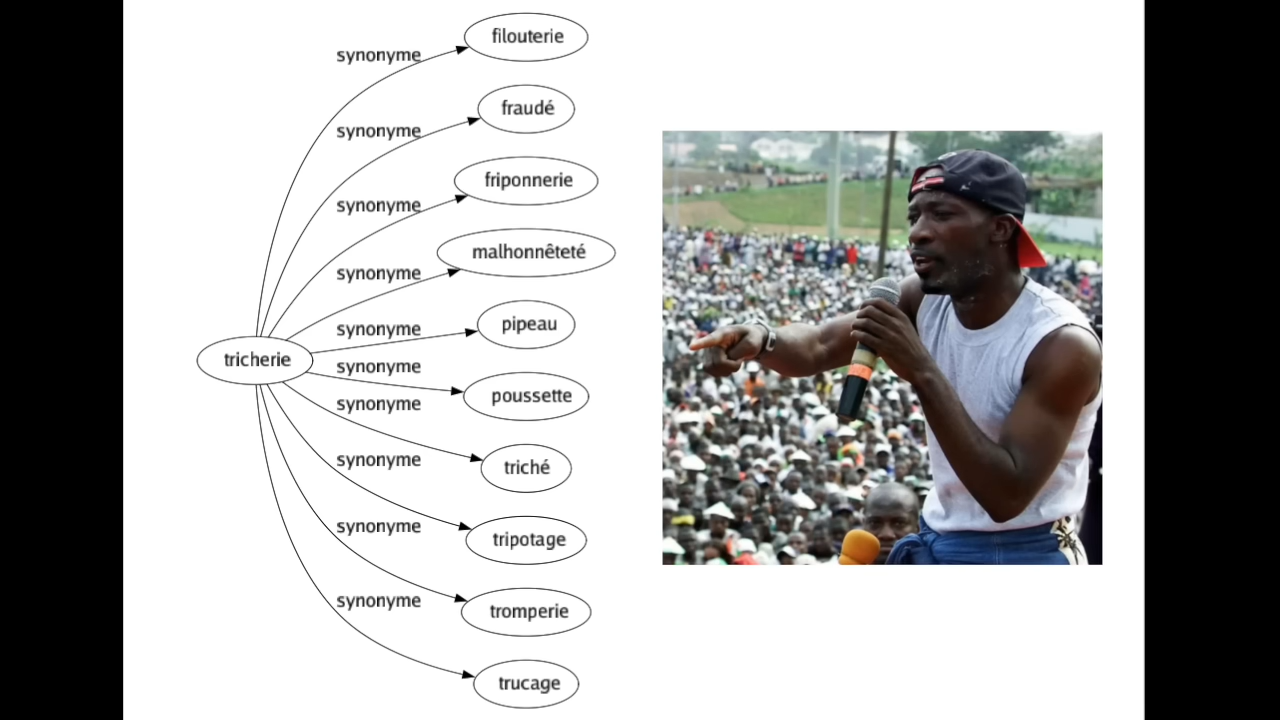 filouterie
synonyme
fraudé
synonyme
friponnerie
synonyme
malhonnêteté
synonyme
pipeau
synonyme
tricherie
synonyme
poussette
synonyme
triché
synonyme
tripotage
synonyme
tromperie
synonyme
trucage